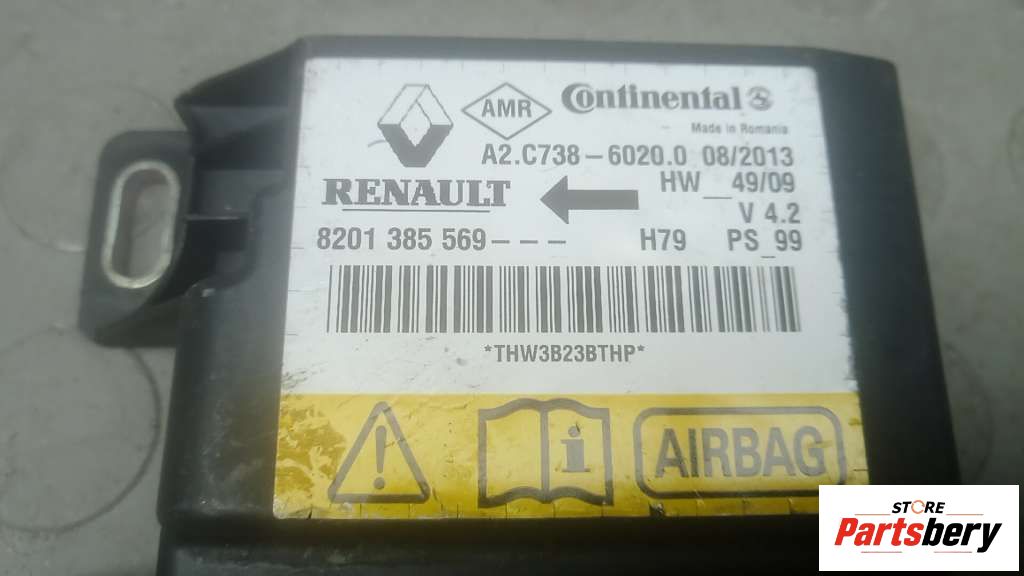 AMR Continental
Made in Romania
A2.C738-6020.0 08/2013
RENAULT HW_49/09
V 4.2
8201 385 569--- H79 PS_99
*THW3B23BTHP*
i AIRBAG
STORE
Partsbery